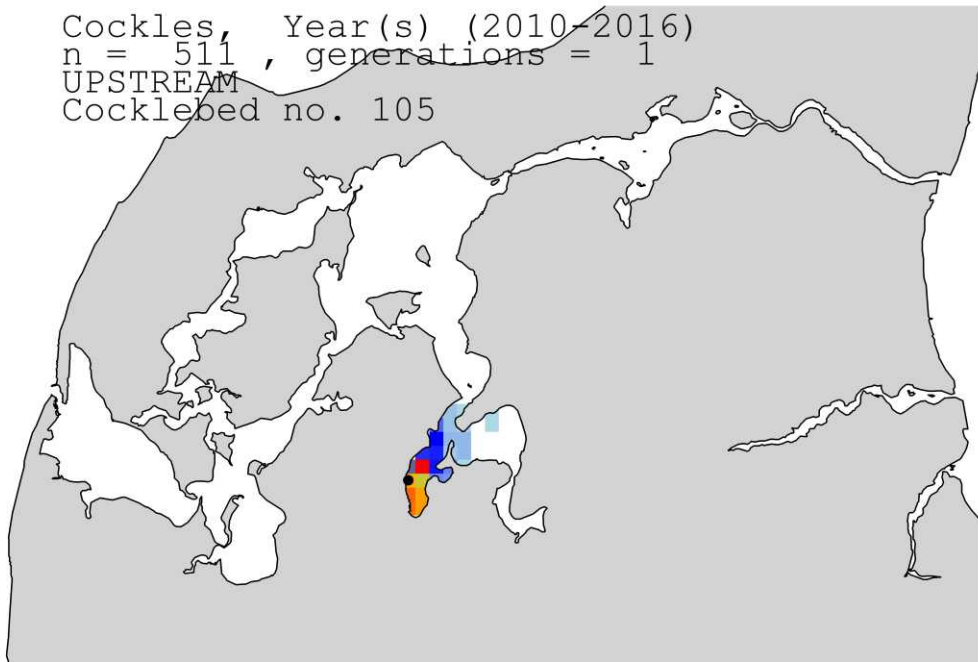 Cockles, Year(s) (2010-2016)
n = 511 , generations = 1
UPSTREAM
Cocklebed no. 105